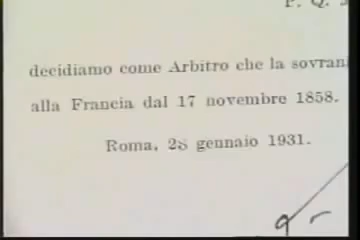 P. Q.
decidiamo come Arbitro che la sovran
alla Francia dal 17 novembre 1858.
Roma, 28 gennaio 1931.